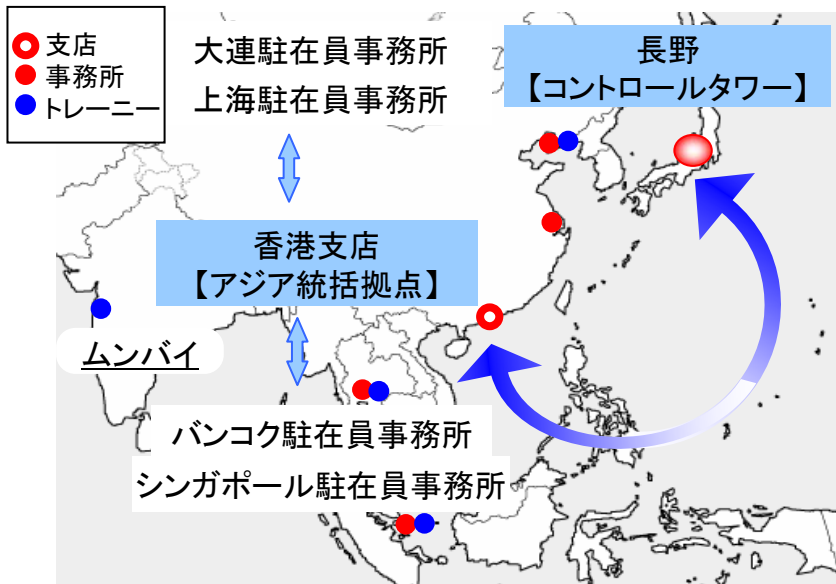 支店
事務所
トレーニー
大連駐在員事務所
上海駐在員事務所
長野
【コントロールタワー】
香港支店
【アジア統括拠点】
ムンバイ
バンコク駐在員事務所
シンガポール駐在員事務所